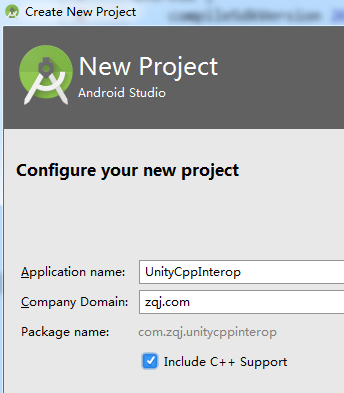 Create New Project
compileSdkVersion
New Project
Android Studio
Configure your new project
Application name: UnityCppInterop
Company Domain: zqj.com
Package name: com.zqj.unitycppinterop
Include C++ Support